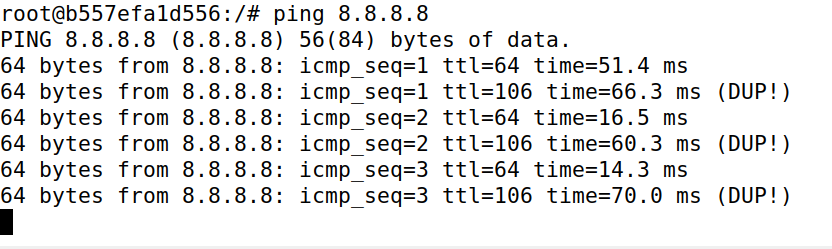 root@b557efa1d556:/# ping 8.8.8.8
PING 8.8.8.8 (8.8.8.8) 56(84) bytes of data.
64 bytes from 8.8.8.8: icmp_seq=1 ttl=64 time=51.4 ms
64 bytes from 8.8.8.8: icmp_seq=1 ttl=106 time=66.3 ms (DUP!)
64 bytes from 8.8.8.8: icmp_seq=2 ttl=64 time=16.5 ms
64 bytes from 8.8.8.8: icmp_seq=2 ttl=106 time=60.3 ms (DUP!)
64 bytes from 8.8.8.8: icmp_seq=3 ttl=64 time=14.3 ms
64 bytes from 8.8.8.8: icmp_seq=3 ttl=106 time=70.0 ms (DUP!)